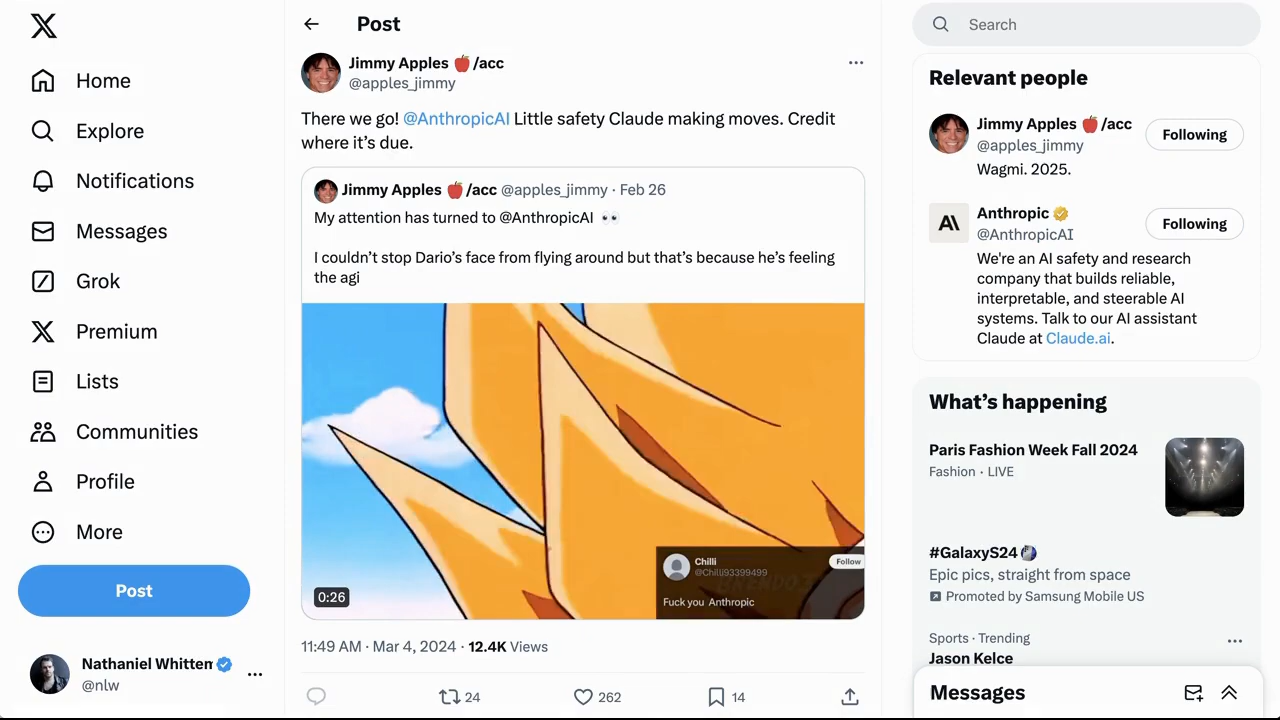 Home
Explore
Notifications
Messages
Grok
Premium
Lists
Communities
Profile
More
Post
Nathaniel Whittem
@nlw
Post
Jimmy Apples 🍎/acc
@apples_jimmy
There we go! @AnthropicAI Little safety Claude making moves. Credit
where it's due.
Jimmy Apples 🍎/acc @apples_jimmy · Feb 26
My attention has turned to @AnthropicAI 👀
I couldn't stop Dario's face from flying around but that's because he's feeling
the agi
Chilli
@Chilli93399499
Follow
Fuck you Anthropic
0:26
11:49 AM · Mar 4, 2024 · 12.4K Views
24
262
14
Search
Relevant people
Jimmy Apples 🍎/acc
@apples_jimmy
Following
Wagmi. 2025.
Anthropic
@AnthropicAI
Following
We're an AI safety and research
company that builds reliable,
interpretable, and steerable AI
systems. Talk to our AI assistant
Claude at Claude.ai.
What's happening
Paris Fashion Week Fall 2024
Fashion · LIVE
#GalaxyS24
Epic pics, straight from space
Promoted by Samsung Mobile US
Sports · Trending
Jason Kelce
Messages